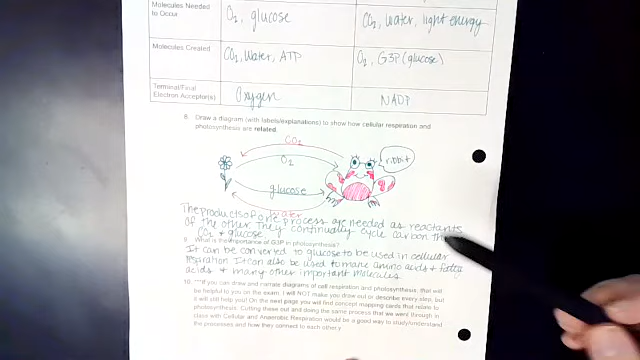 Molecules Needed
to Occur
O2, glucose
CO2, water, light energy
Molecules Created
CO2, Water, ATP
O2, G3P (glucose)
Terminal/Final
Electron Acceptor(s)
Oxygen
NADP
8. Draw a diagram (with labels/explanations) to show how cellular respiration and
photosynthesis are related.
CO2
O2
ribbit
glucose
water
The products of one process are needed as reactants
of the other. They continually cycle carbon
CO2 & glucose
9. What is the importance of G3P in photosynthesis?
It can be converted to glucose to be used in cellular
respiration. It can also be used to make amino acids & fatty
acids & many other important molecules.
10. If you can draw and narrate diagrams of cell respiration and photosynthesis, that will
be helpful to you on the exam. I will NOT make you draw out or describe every step, but
it will still help you! On the next page you will find concept mapping cards that relate to
photosynthesis. Cutting these out and doing the same process that we went through in
class with Cellular and Anaerobic Respiration would be a good way to study/understand
the processes and how they connect to each other.